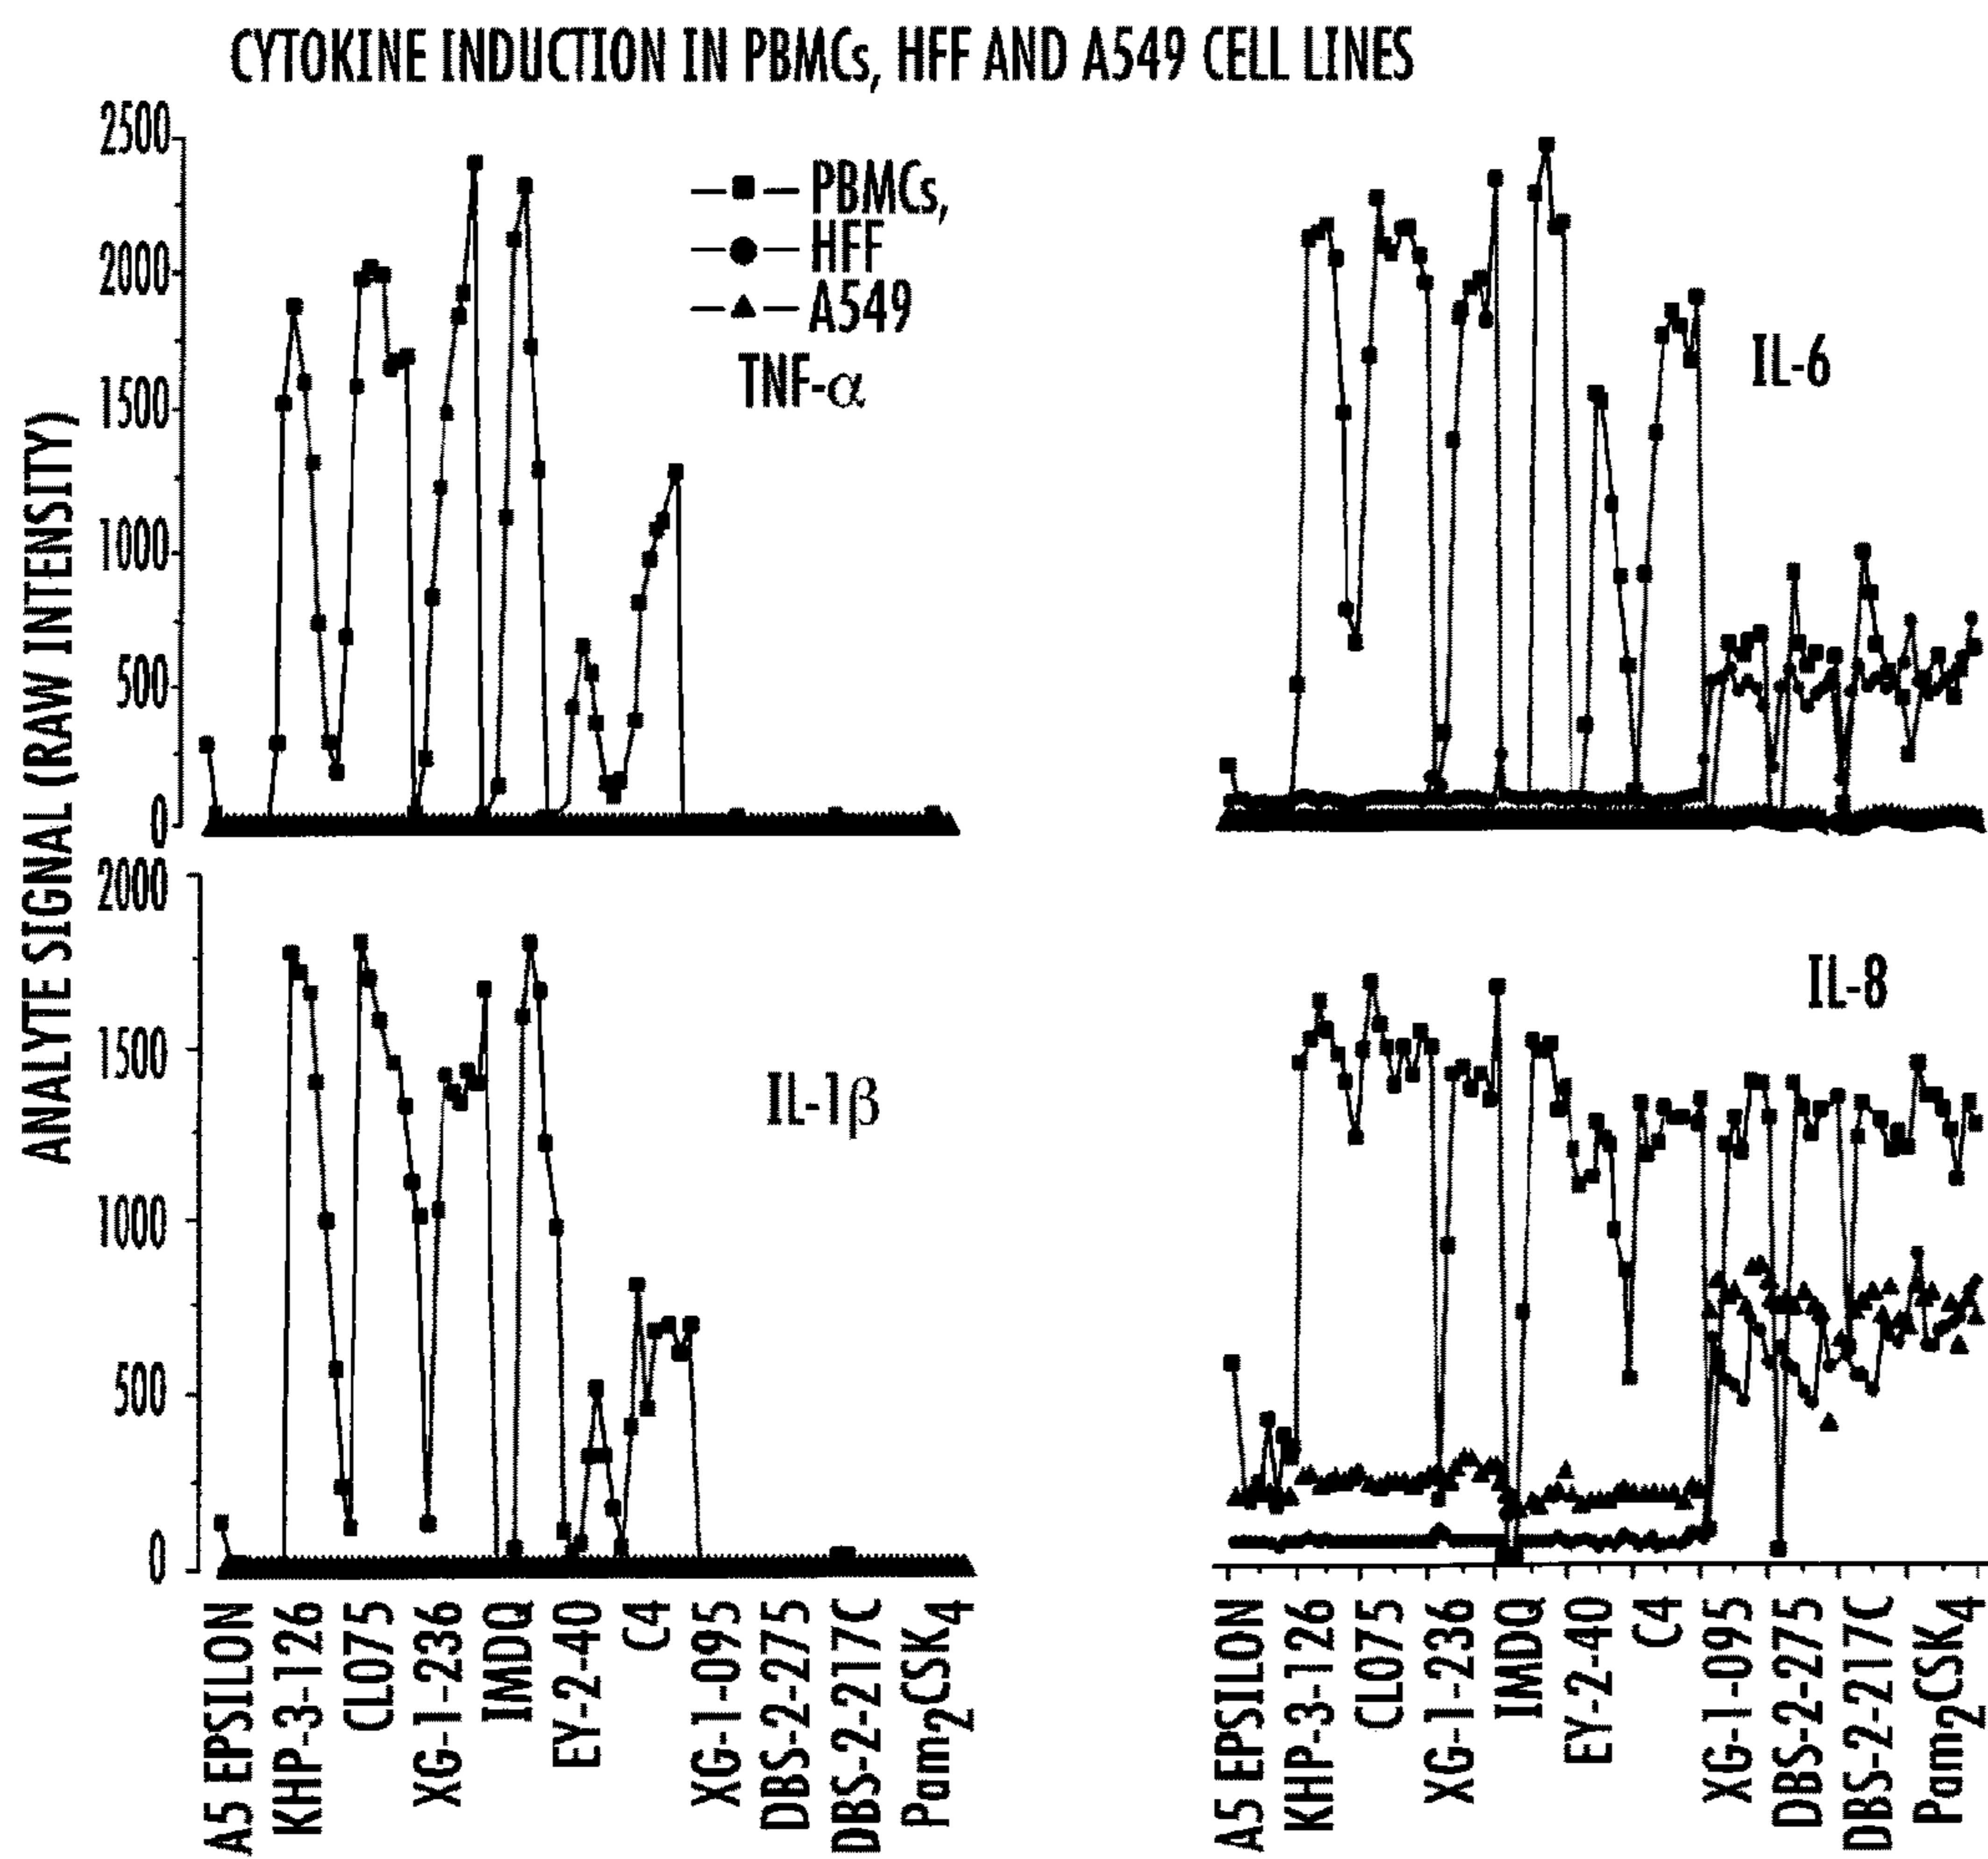 CYTOKINE INDUCTION IN PBMCs, HFF AND A549 CELL LINES
ANALYTE SIGNAL (RAW INTENSITY)
2500
2000
1500
1000
500
0
PBMCs,
HFF
A549
TNF-α
IL-6
2000
1500
1000
500
0
IL-1β
IL-8
A5 EPSILON
KHP-3-126
CL075
XG-1-236
IMDQ
EY-2-40
C4
XG-1-095
DBS-2-275
DBS-2-217C
Pam2CSK4
A5 EPSILON
KHP-3-126
CL075
XG-1-236
IMDQ
EY-2-40
C4
XG-1-095
DBS-2-275
DBS-2-217C
Pam2CSK4